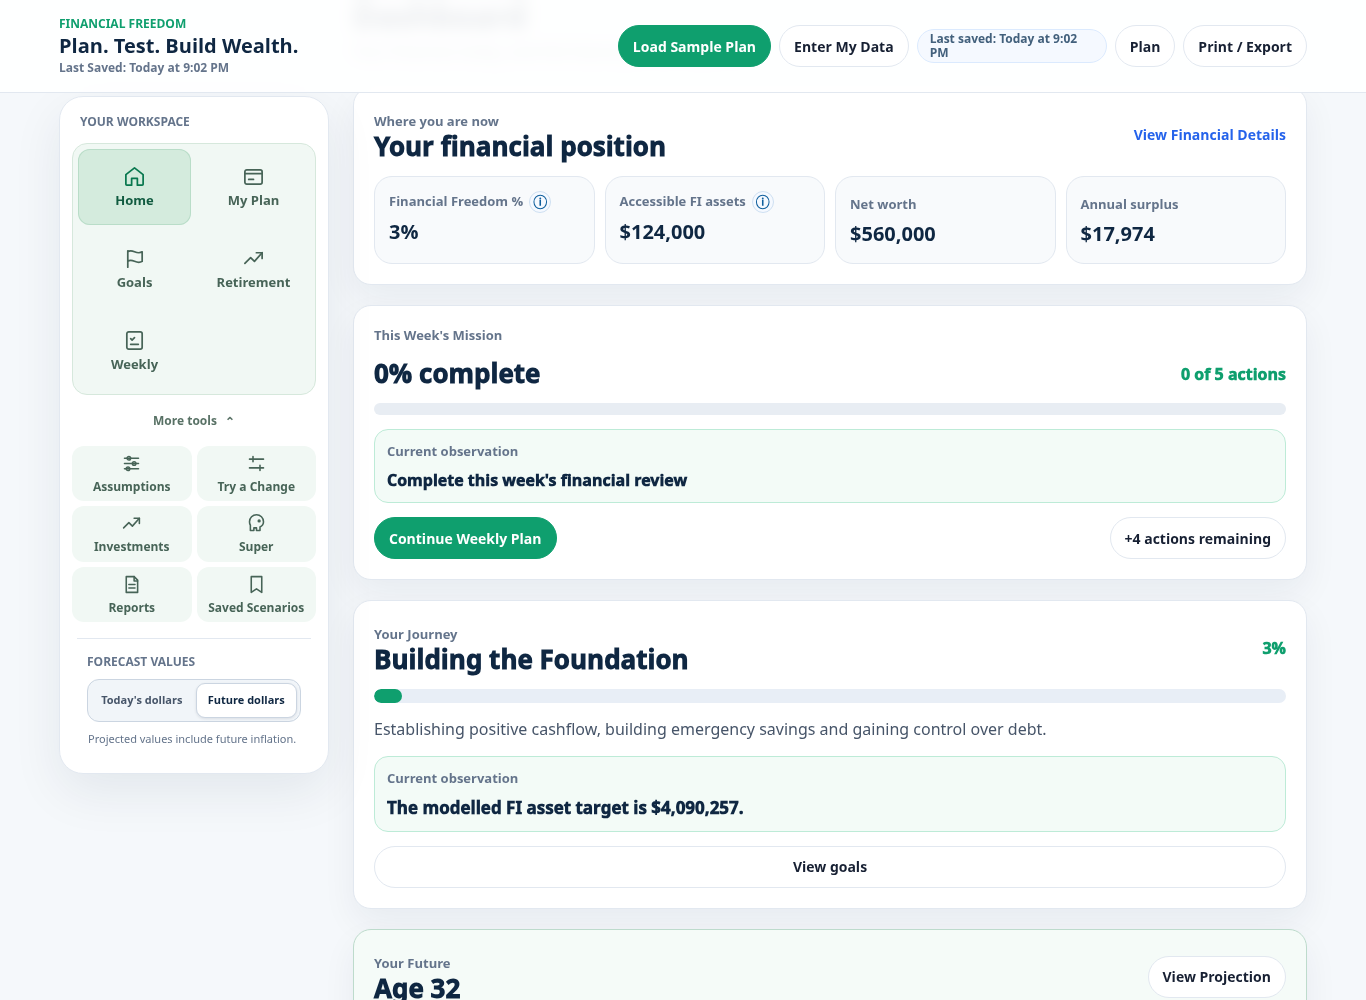 FINANCIAL FREEDOM
Plan. Test. Build Wealth.
Last Saved: Today at 9:02 PM
Load Sample Plan
Enter My Data
Last saved: Today at 9:02
PM
Plan
Print / Export
YOUR WORKSPACE
Home
My Plan
Goals
Retirement
Weekly
More tools
Assumptions
Try a Change
Investments
Super
Reports
Saved Scenarios
FORECAST VALUES
Today's dollars
Future dollars
Projected values include future inflation.
Where you are now
Your financial position
View Financial Details
Financial Freedom %
3%
Accessible FI assets
$124,000
Net worth
$560,000
Annual surplus
$17,974
This Week's Mission
0% complete
0 of 5 actions
Current observation
Complete this week's financial review
Continue Weekly Plan
+4 actions remaining
Your Journey
Building the Foundation
3%
Establishing positive cashflow, building emergency savings and gaining control over debt.
Current observation
The modelled FI asset target is $4,090,257.
View goals
Your Future
Age 32
View Projection